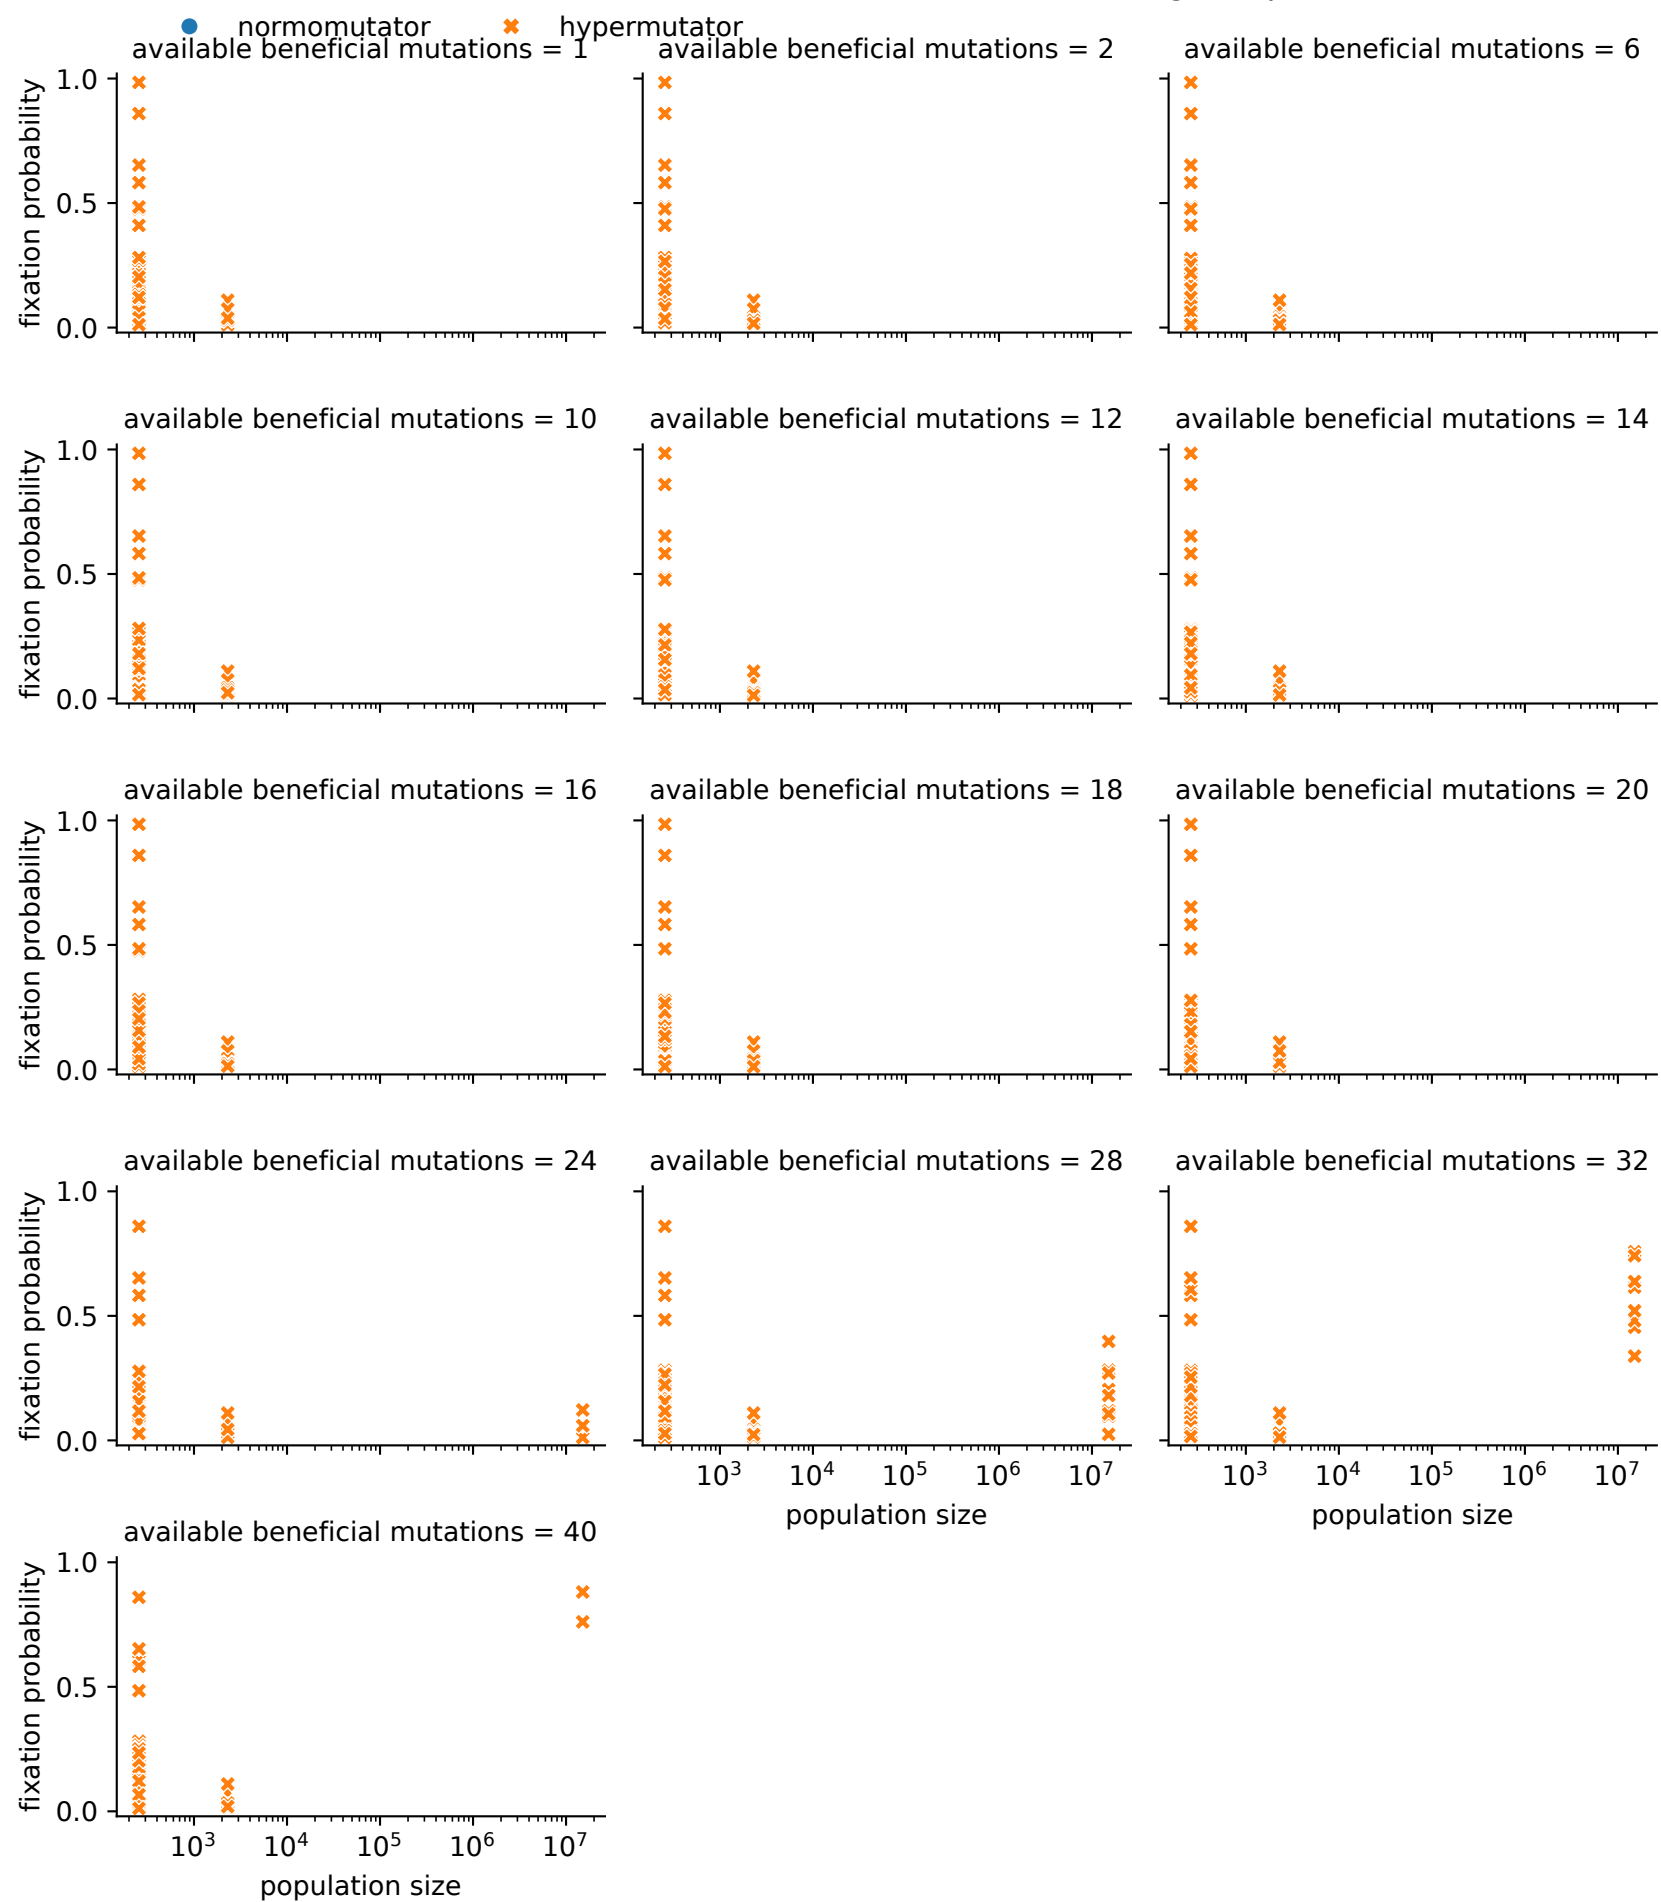 normomutator hypermutator
available beneficial mutations = 1 available beneficial mutations = 2 available beneficial mutations = 6
fixation probability
1.0
0.5
0.0
available beneficial mutations = 10 available beneficial mutations = 12 available beneficial mutations = 14
fixation probability
1.0
0.5
0.0
available beneficial mutations = 16 available beneficial mutations = 18 available beneficial mutations = 20
fixation probability
1.0
0.5
0.0
available beneficial mutations = 24 available beneficial mutations = 28 available beneficial mutations = 32
fixation probability
1.0
0.5
0.0
10³ 10⁴ 10⁵ 10⁶ 10⁷ 10³ 10⁴ 10⁵ 10⁶ 10⁷
population size population size
available beneficial mutations = 40
fixation probability
1.0
0.5
0.0
10³ 10⁴ 10⁵ 10⁶ 10⁷
population size